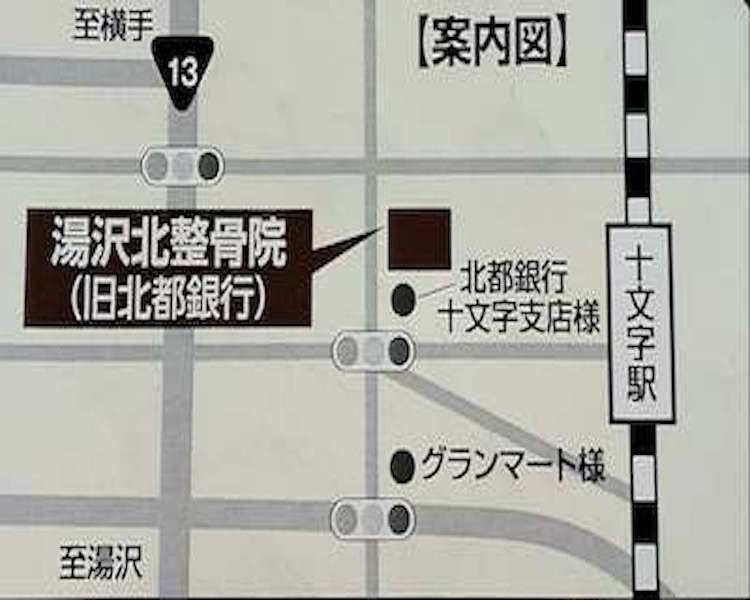 至横手
【案内図】
13
湯沢北整骨院
(旧北都銀行)
北都銀行
十文字支店様
十文字駅
グランマート様
至湯沢